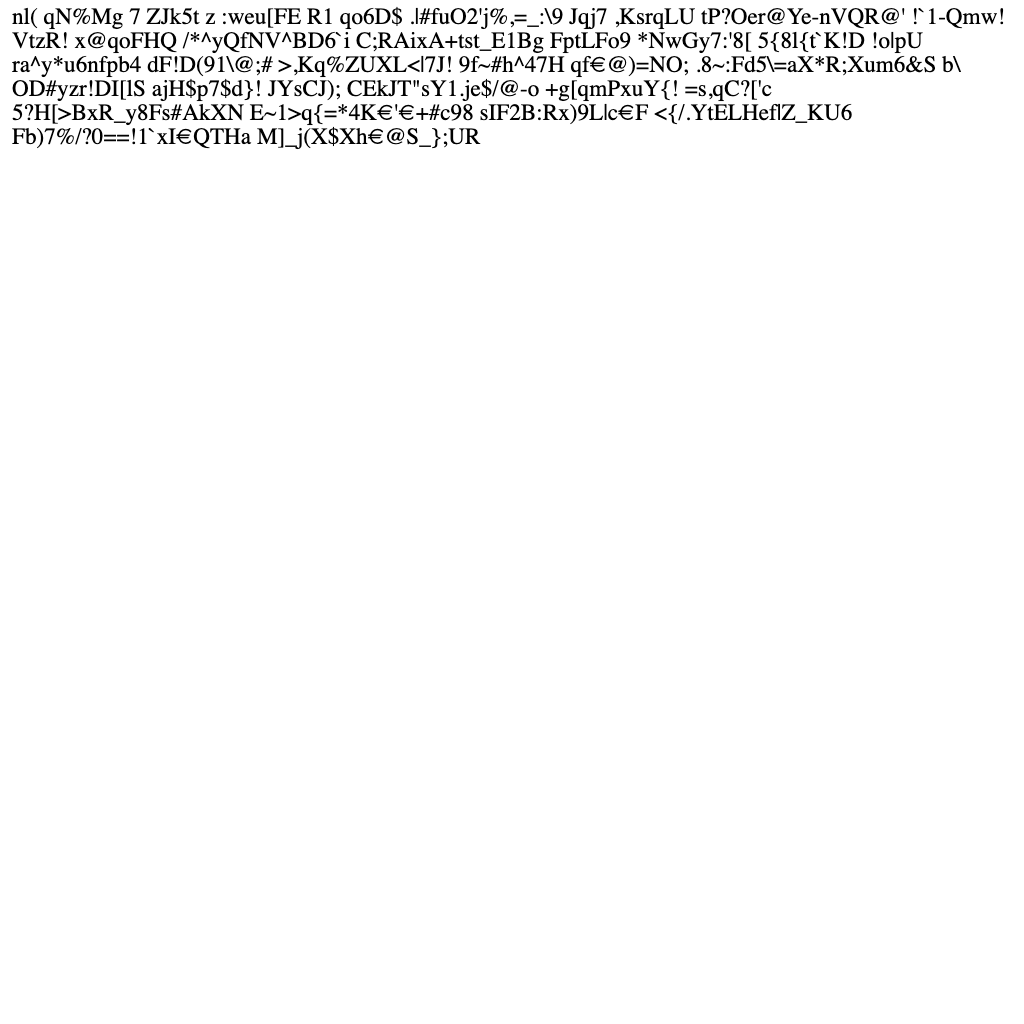 nl( qN%Mg 7 ZJk5t z :weu[FE R1 qo6D$ .|#fuO2'j%,=_:\9 Jqj7 ,KsrqLU tP?Oer@Ye-nVQR@' !`1-Qmw!
VtzR! x@qoFHQ /*^yQfNV^BD6`i C;RAixA+tst_E1Bg FptLFo9 *NwGy7:'8[ 5{8l{t`K!D !o|pU
ra^y*u6nfpb4 dF!D(91\@;# >,Kq%ZUXL<|7J! 9f~#h^47H qf€@)=NO; .8~:Fd5\=aX*R;Xum6&S b\
OD#yzr!DI[lS ajH$p7$d}! JYsCJ); CEkJT"sY1.je$/@-o +g[qmPxuY{! =s,qC?['c
5?H[>BxR_y8Fs#AkXN E~1>q{=*4K€'€+#c98 sIF2B:Rx)9L|c€F <{/.YtELHef|Z_KU6
Fb)7%/?0==!1`xI€QTHa M]_j(X$Xh€@S_};UR